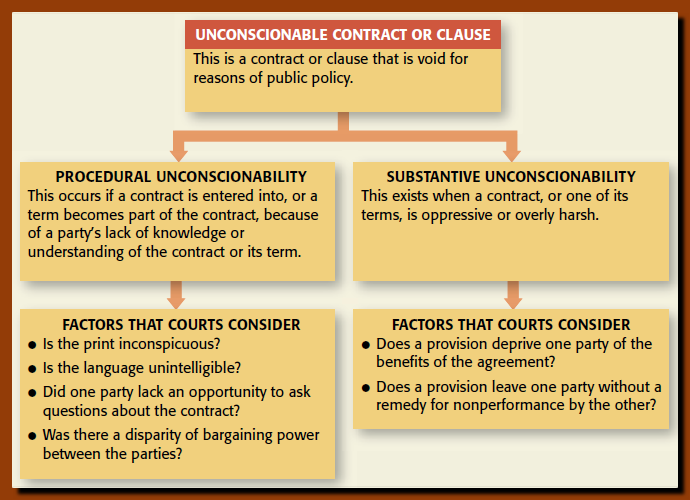 UNCONSCIONABLE CONTRACT OR CLAUSE
This is a contract or clause that is void for
reasons of public policy.
PROCEDURAL UNCONSCIONABILITY
This occurs if a contract is entered into, or a
term becomes part of the contract, because
of a party's lack of knowledge or
understanding of the contract or its term.
SUBSTANTIVE UNCONSCIONABILITY
This exists when a contract, or one of its
terms, is oppressive or overly harsh.
FACTORS THAT COURTS CONSIDER
● Is the print inconspicuous?
● Is the language unintelligible?
● Did one party lack an opportunity to ask
questions about the contract?
● Was there a disparity of bargaining power
between the parties?
FACTORS THAT COURTS CONSIDER
● Does a provision deprive one party of the
benefits of the agreement?
● Does a provision leave one party without a
remedy for nonperformance by the other?